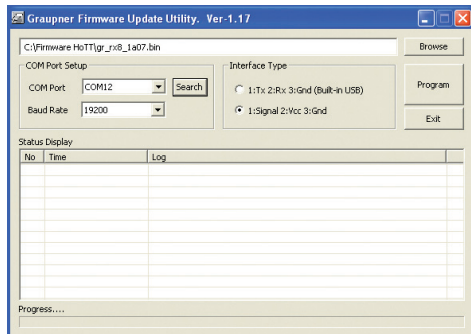 Graupner Firmware Update Utility. Ver-1.17
C:\Firmware HoTT\gr_rx8_1a07.bin
Browse
COM Port Setup
COM Port COM12 Search
Baud Rate 19200
Interface Type
1:Tx 2:Rx 3:Gnd (Built-in USB)
1:Signal 2:Vcc 3:Gnd
Program
Exit
Status Display
No Time Log
Progress....